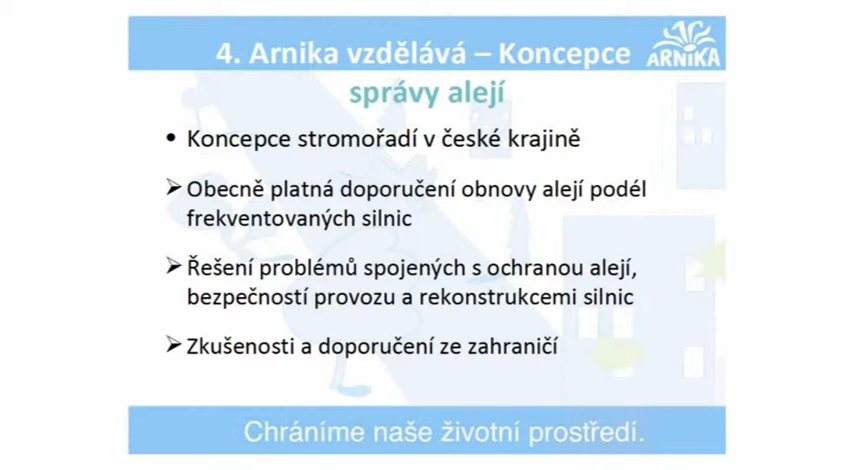 4. Arnika vzdělává – Koncepce
ARNIKA
správy alejí
• Koncepce stromořadí v české krajině
➢ Obecně platná doporučení obnovy alejí podél
frekventovaných silnic
➢ Řešení problémů spojených s ochranou alejí,
bezpečností provozu a rekonstrukcemi silnic
➢ Zkušenosti a doporučení ze zahraničí
Chráníme naše životní prostředí.